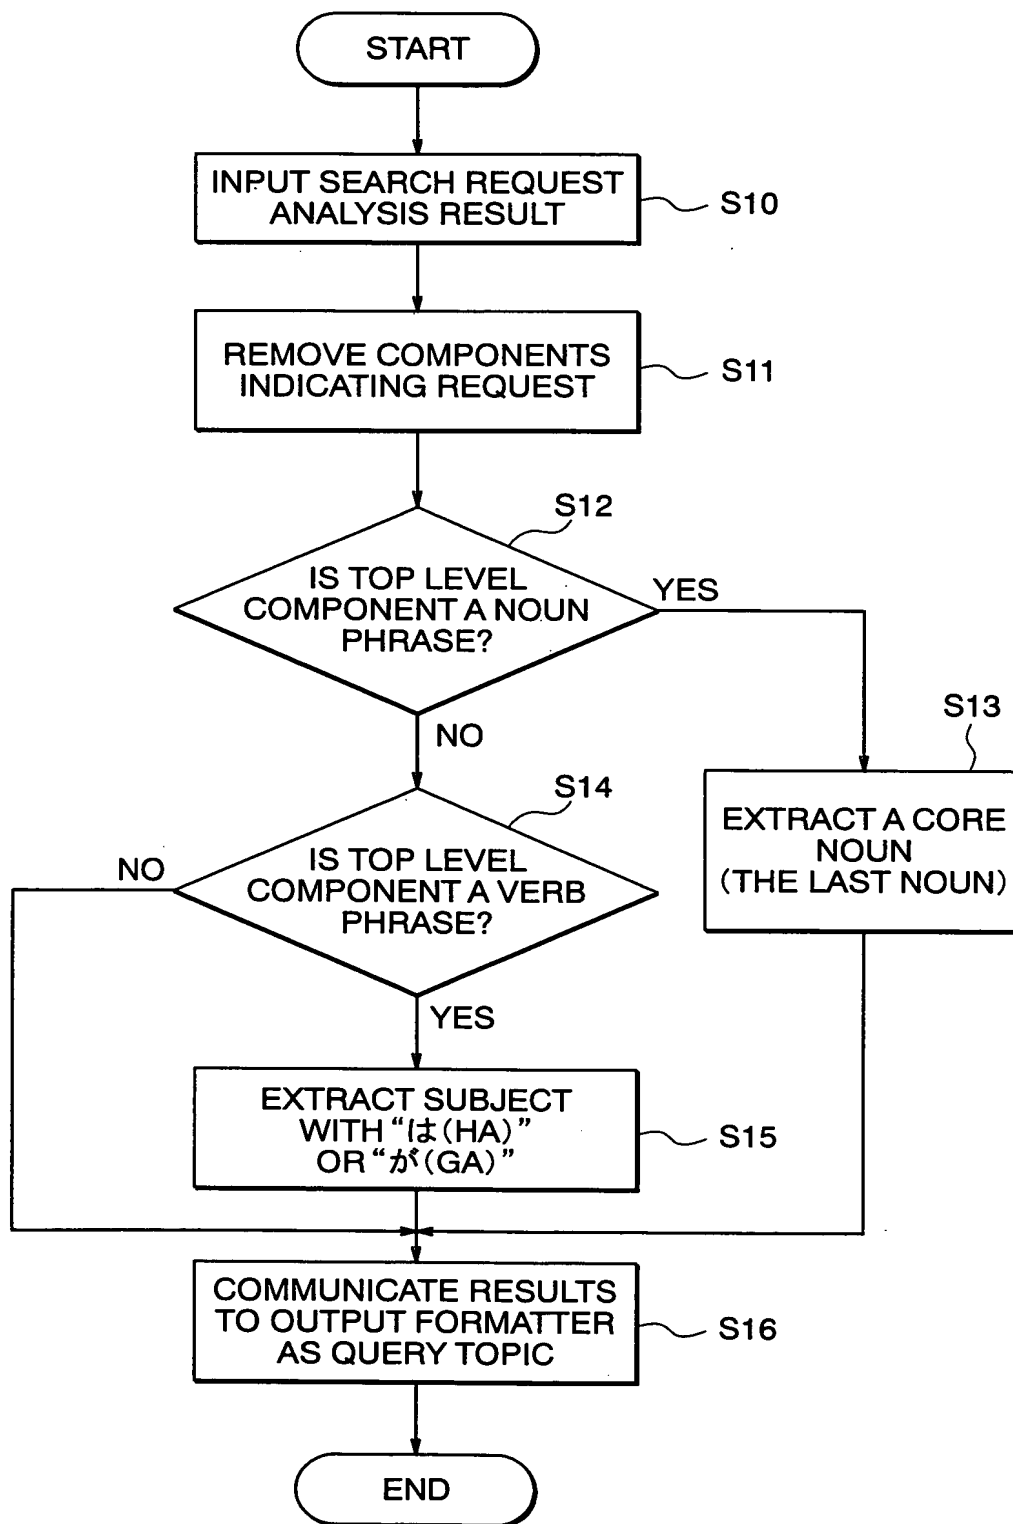 START
INPUT SEARCH REQUEST
ANALYSIS RESULT
S10
REMOVE COMPONENTS
INDICATING REQUEST
S11
S12
IS TOP LEVEL
COMPONENT A NOUN
PHRASE?
YES
NO
S13
EXTRACT A CORE
NOUN
(THE LAST NOUN)
S14
IS TOP LEVEL
COMPONENT A VERB
PHRASE?
NO
YES
EXTRACT SUBJECT
WITH “は(HA)”
OR “が(GA)”
S15
COMMUNICATE RESULTS
TO OUTPUT FORMATTER
AS QUERY TOPIC
S16
END